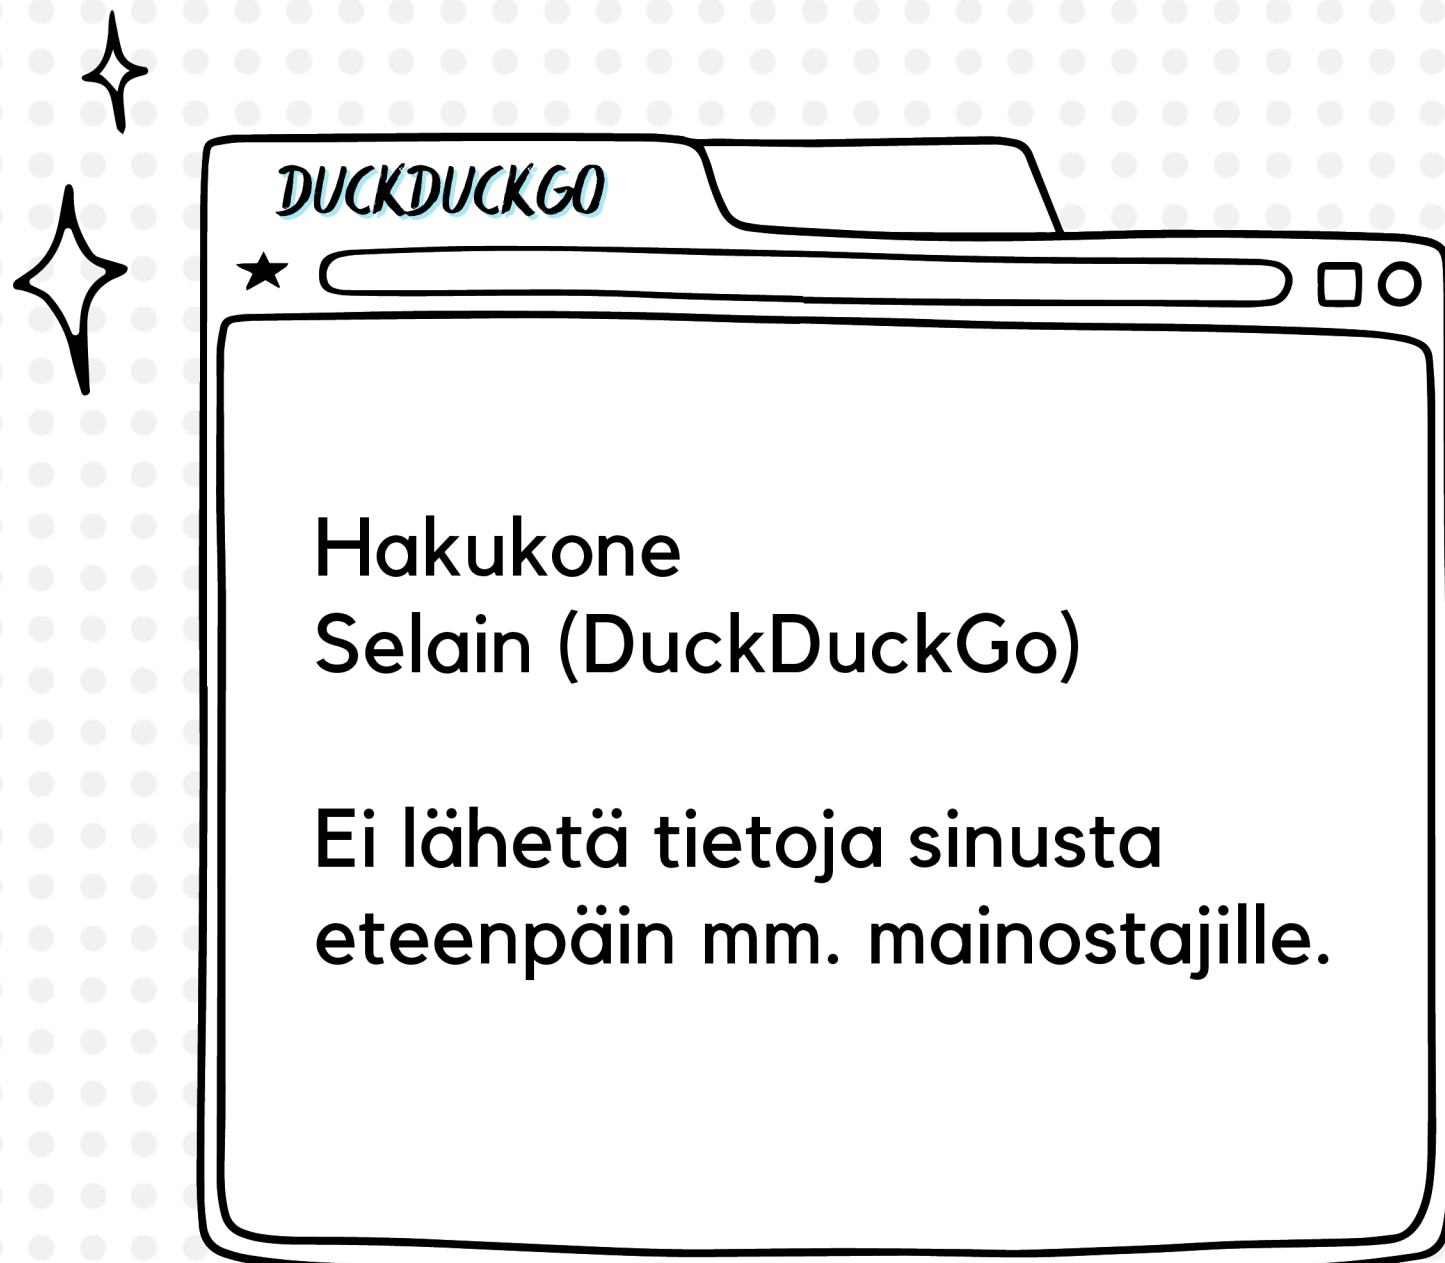 DUCKDUCKGO
Hakukone
Selain (DuckDuckGo)
Ei lähetä tietoja sinusta
eteenpäin mm. mainostajille.